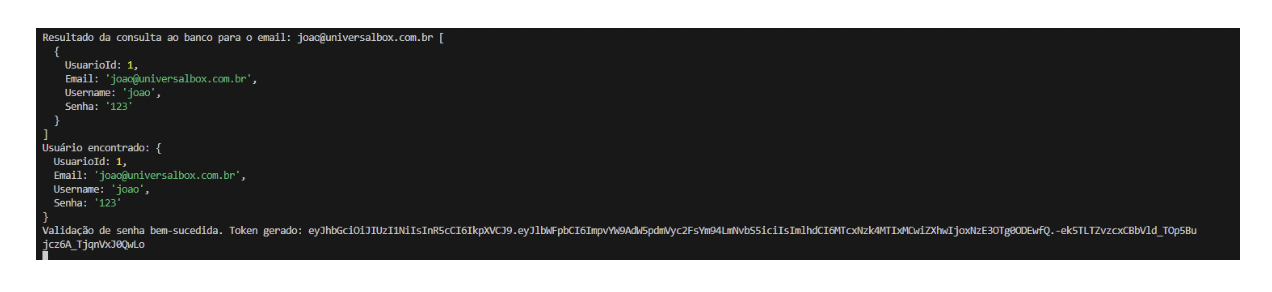 Resultado da consulta ao banco para o email: joao@universalbox.com.br [
  {
    UsuarioId: 1,
    Email: 'joao@universalbox.com.br',
    Username: 'joao',
    Senha: '123'
  }
]
Usuário encontrado: {
  UsuarioId: 1,
  Email: 'joao@universalbox.com.br',
  Username: 'joao',
  Senha: '123'
}
Validação de senha bem-sucedida. Token gerado: eyJhbGciOiJIUzI1NiIsInR5cCI6IkpXVCJ9.eyJlbWFpbCI6ImpvYW9AdW5pdmVyc2FsYm94LmNvbS5iciIsImlhdCI6MTcxNzk4MTIxMCwiZXhwIjoxNzE3OTg0ODEwfQ.-ek5TLTZvzcxCBbVld_TOp5Bu
jcz6A_TjqnVxJ0QwLo